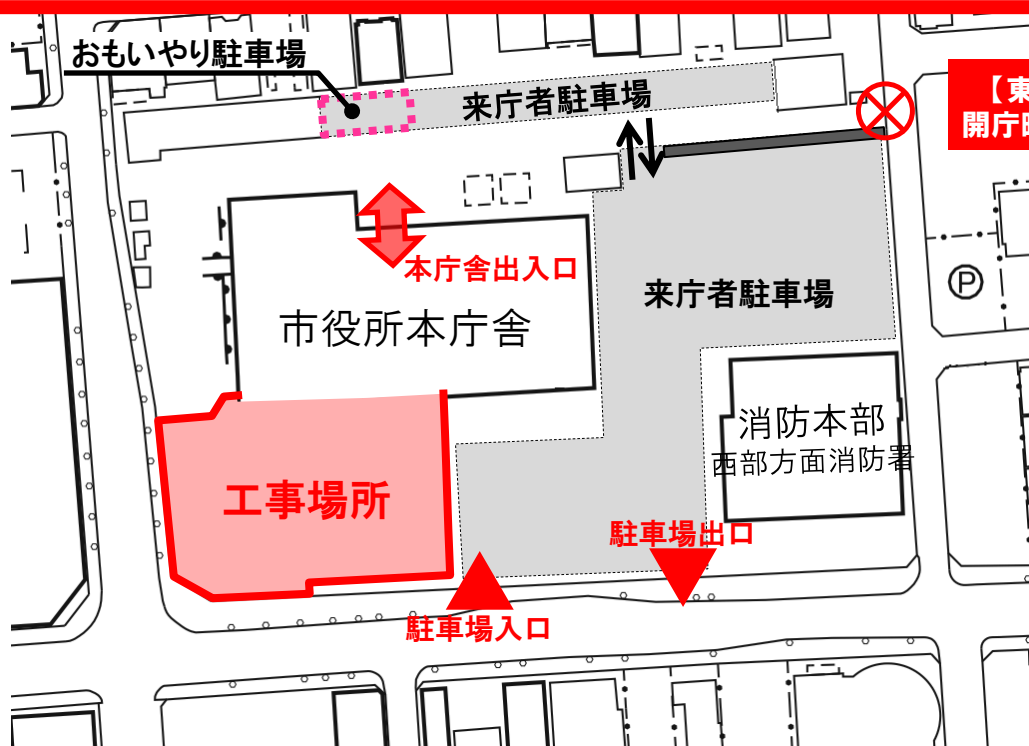 おもいやり駐車場
来庁者駐車場
【東
開庁時
本庁舎出入口
来庁者駐車場
P
市役所本庁舎
消防本部
西部方面消防署
工事場所
駐車場出口
駐車場入口